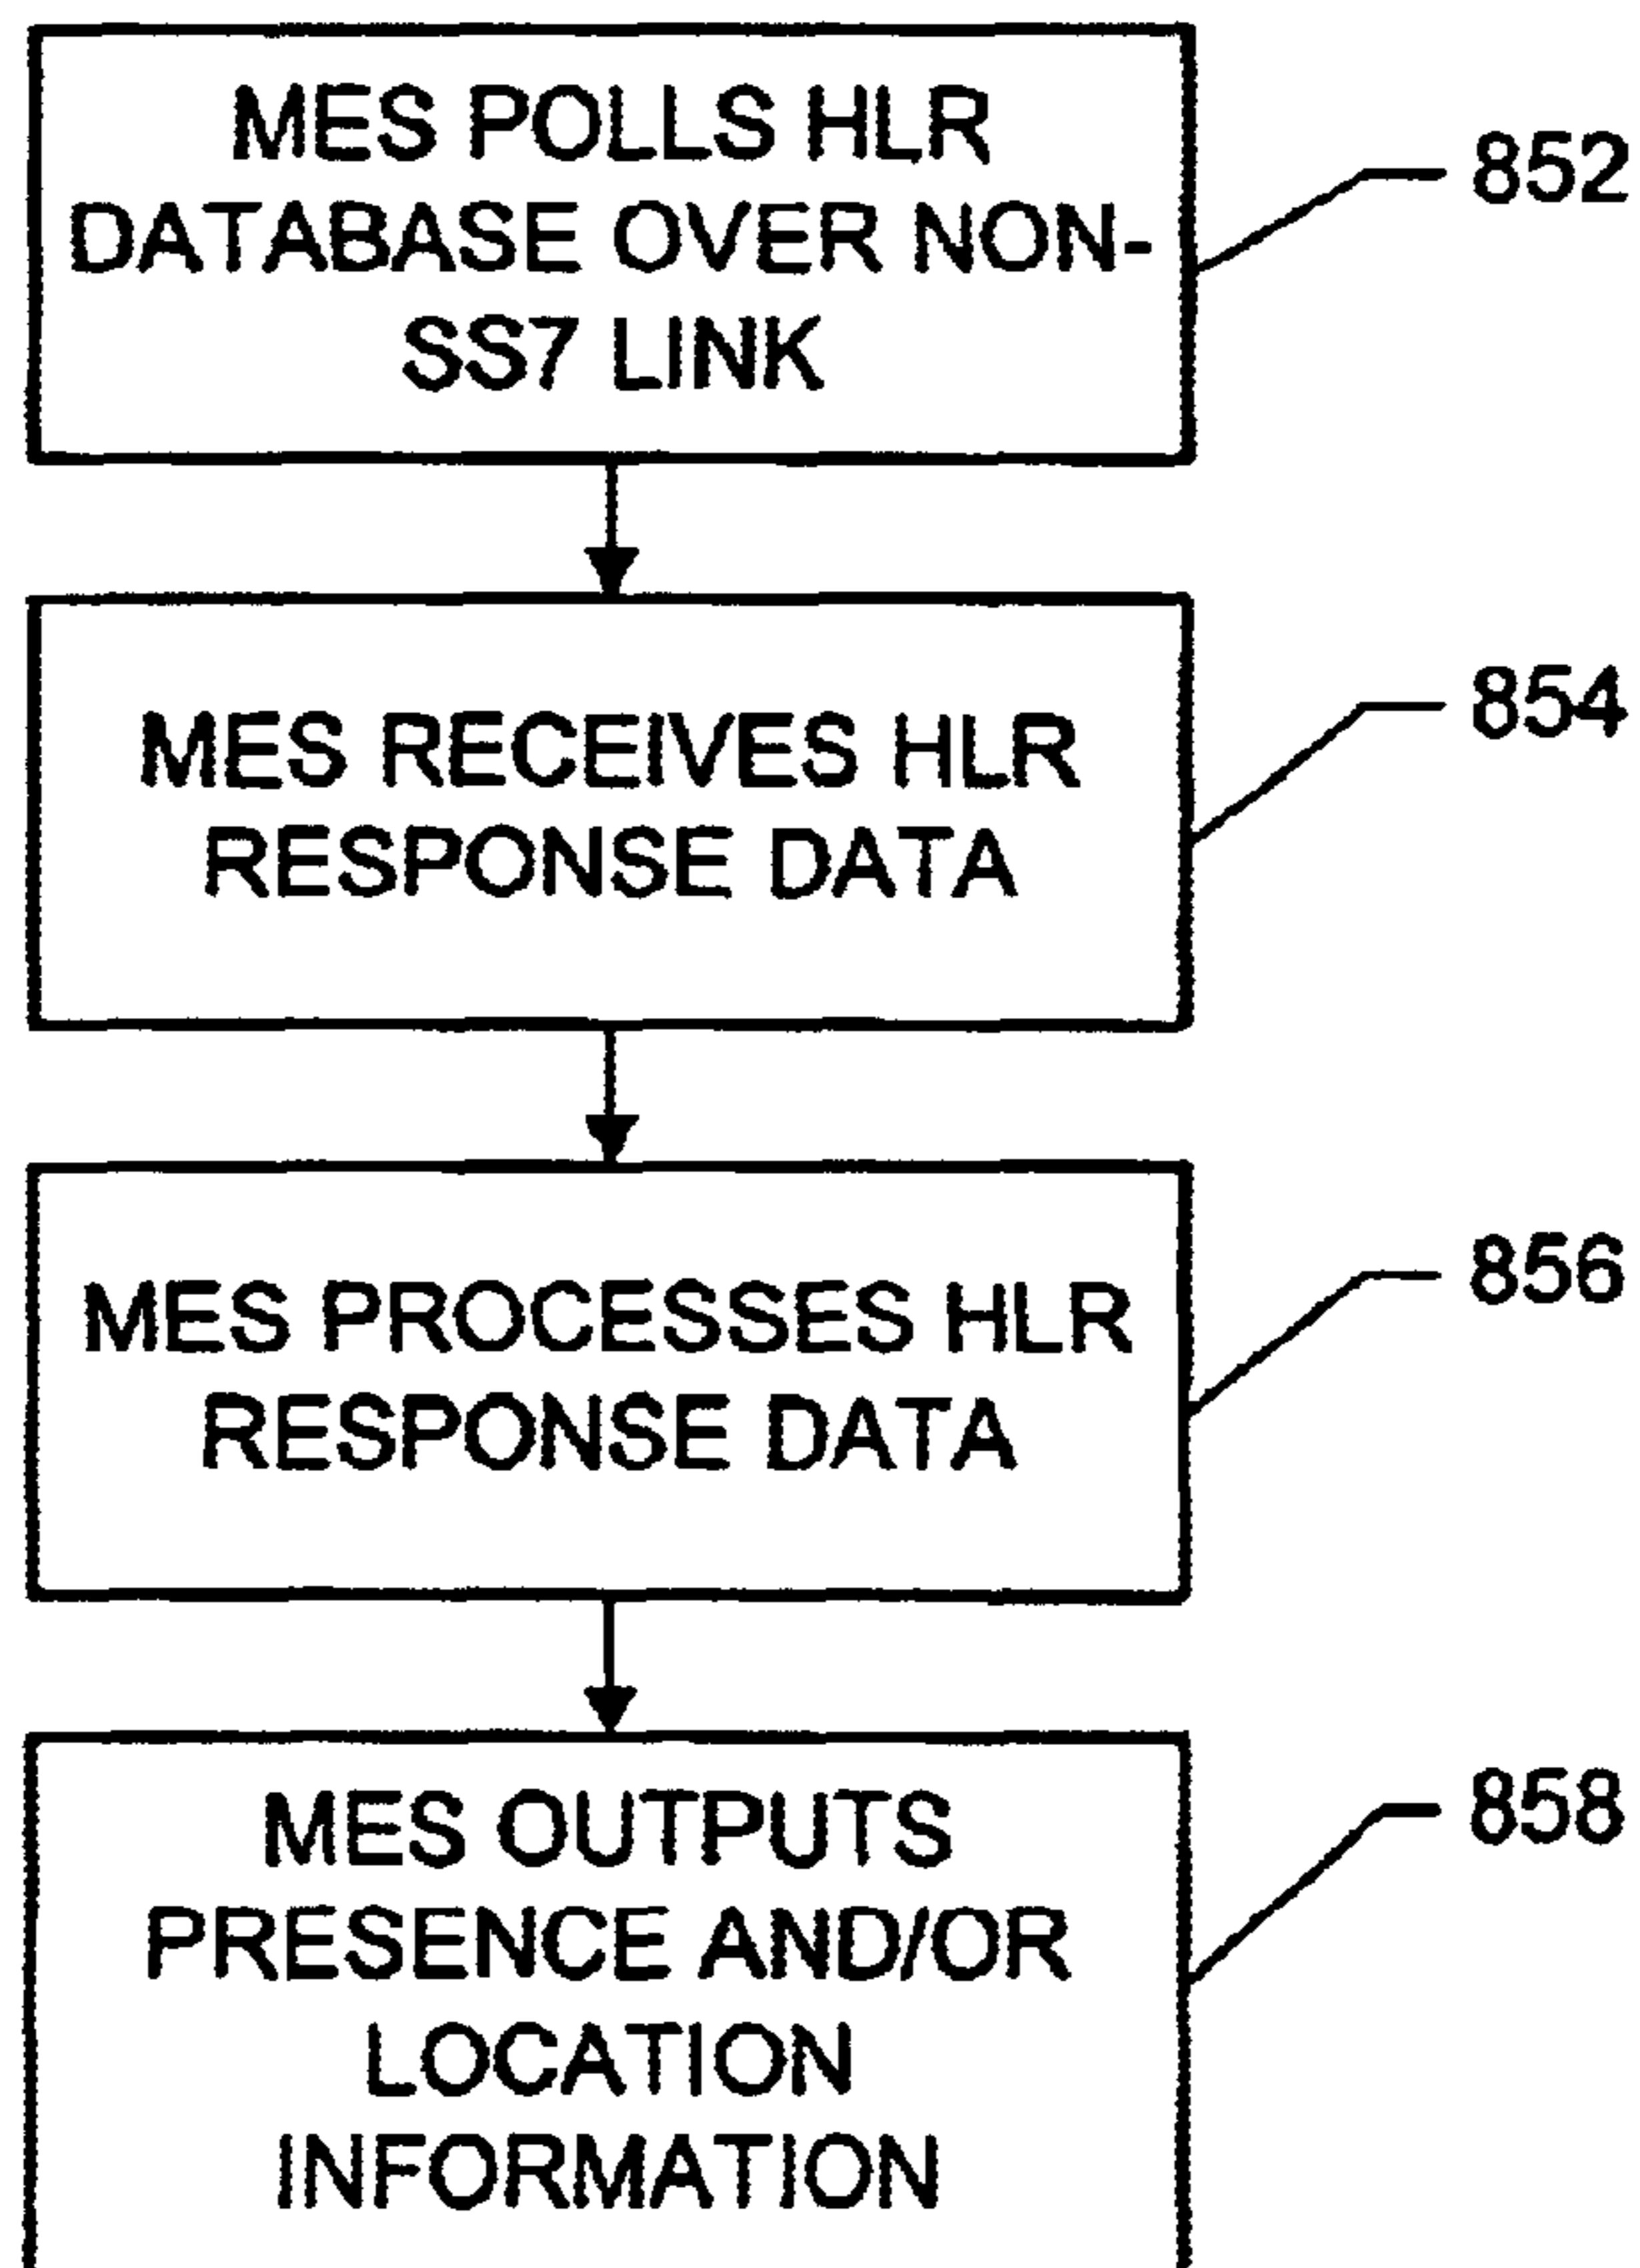 MES POLLS HLR
DATABASE OVER NON-
SS7 LINK
852
MES RECEIVES HLR
RESPONSE DATA
854
MES PROCESSES HLR
RESPONSE DATA
856
MES OUTPUTS
PRESENCE AND/OR
LOCATION
INFORMATION
858